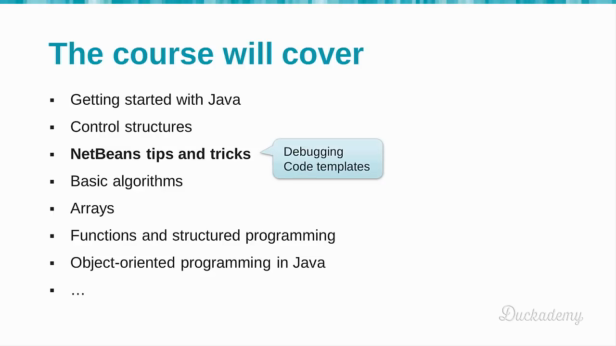 The course will cover
▪ Getting started with Java
▪ Control structures
▪ NetBeans tips and tricks
Debugging
Code templates
▪ Basic algorithms
▪ Arrays
▪ Functions and structured programming
▪ Object-oriented programming in Java
▪ …
Duckademy